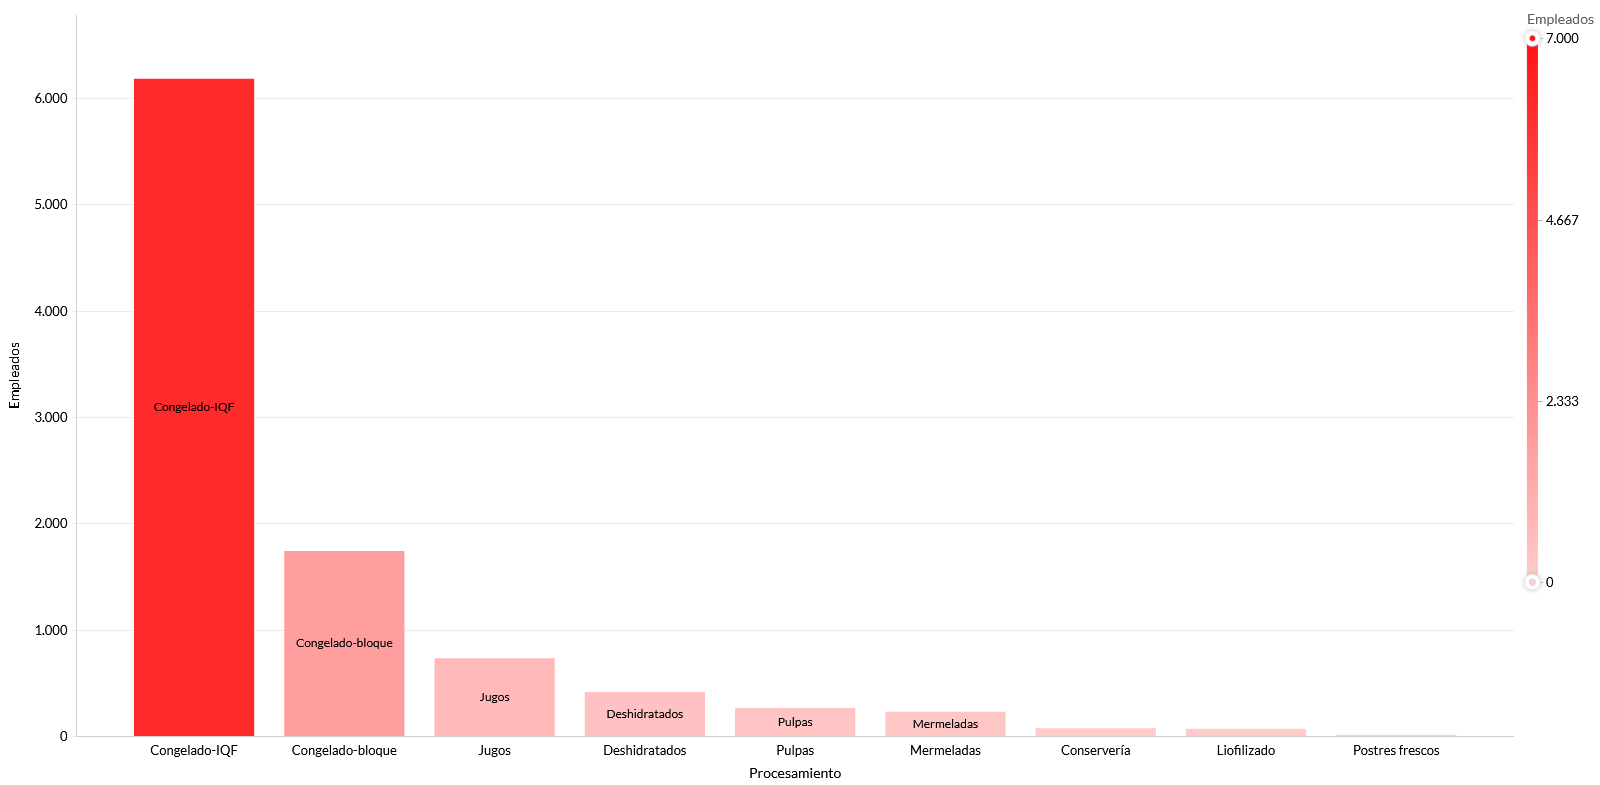 Empleados
7.000
4.667
2.333
0
6.000
5.000
4.000
3.000
2.000
1.000
0
Empleados
Congelado-IQF
Congelado-bloque
Jugos
Deshidratados
Pulpas
Mermeladas
Congelado-IQF
Congelado-bloque
Jugos
Deshidratados
Pulpas
Mermeladas
Conservería
Liofilizado
Postres frescos
Procesamiento